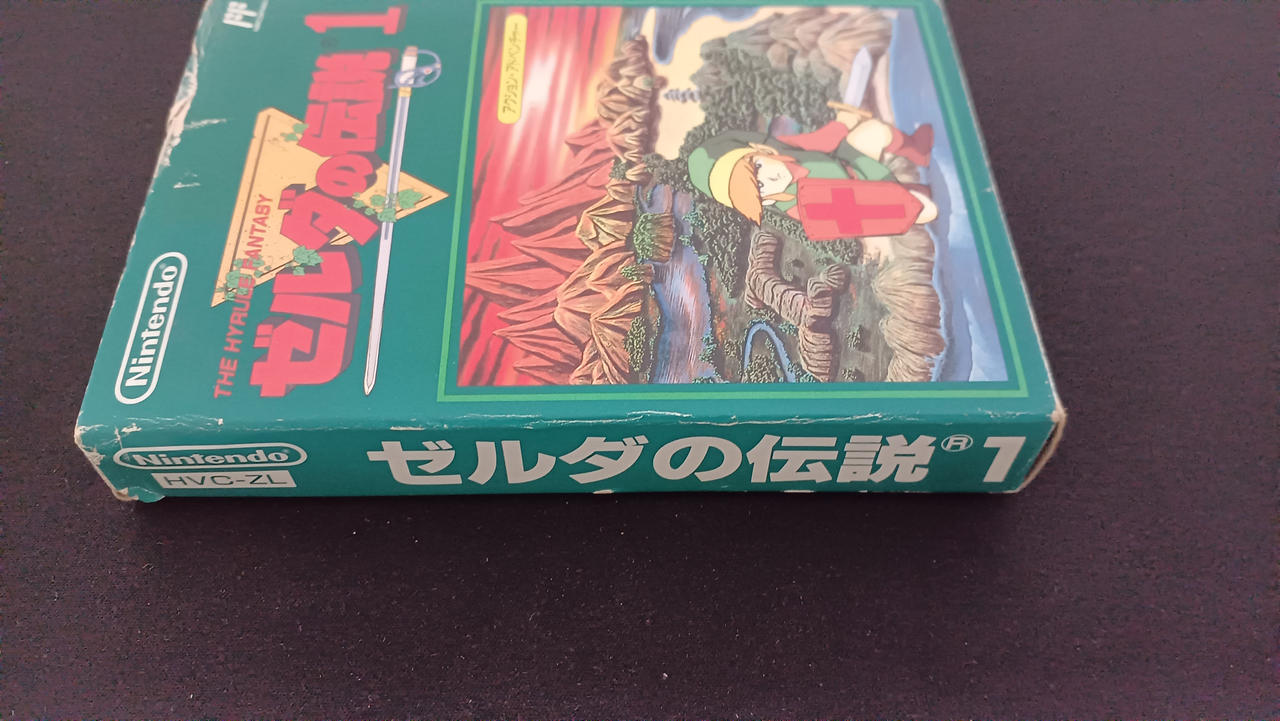 FF
ゼルダの伝説 1
THE HYRULE FANTASY
Nintendo
アクション・アドベンチャー
Nintendo
HVC-ZL
ゼルダの伝説® 1